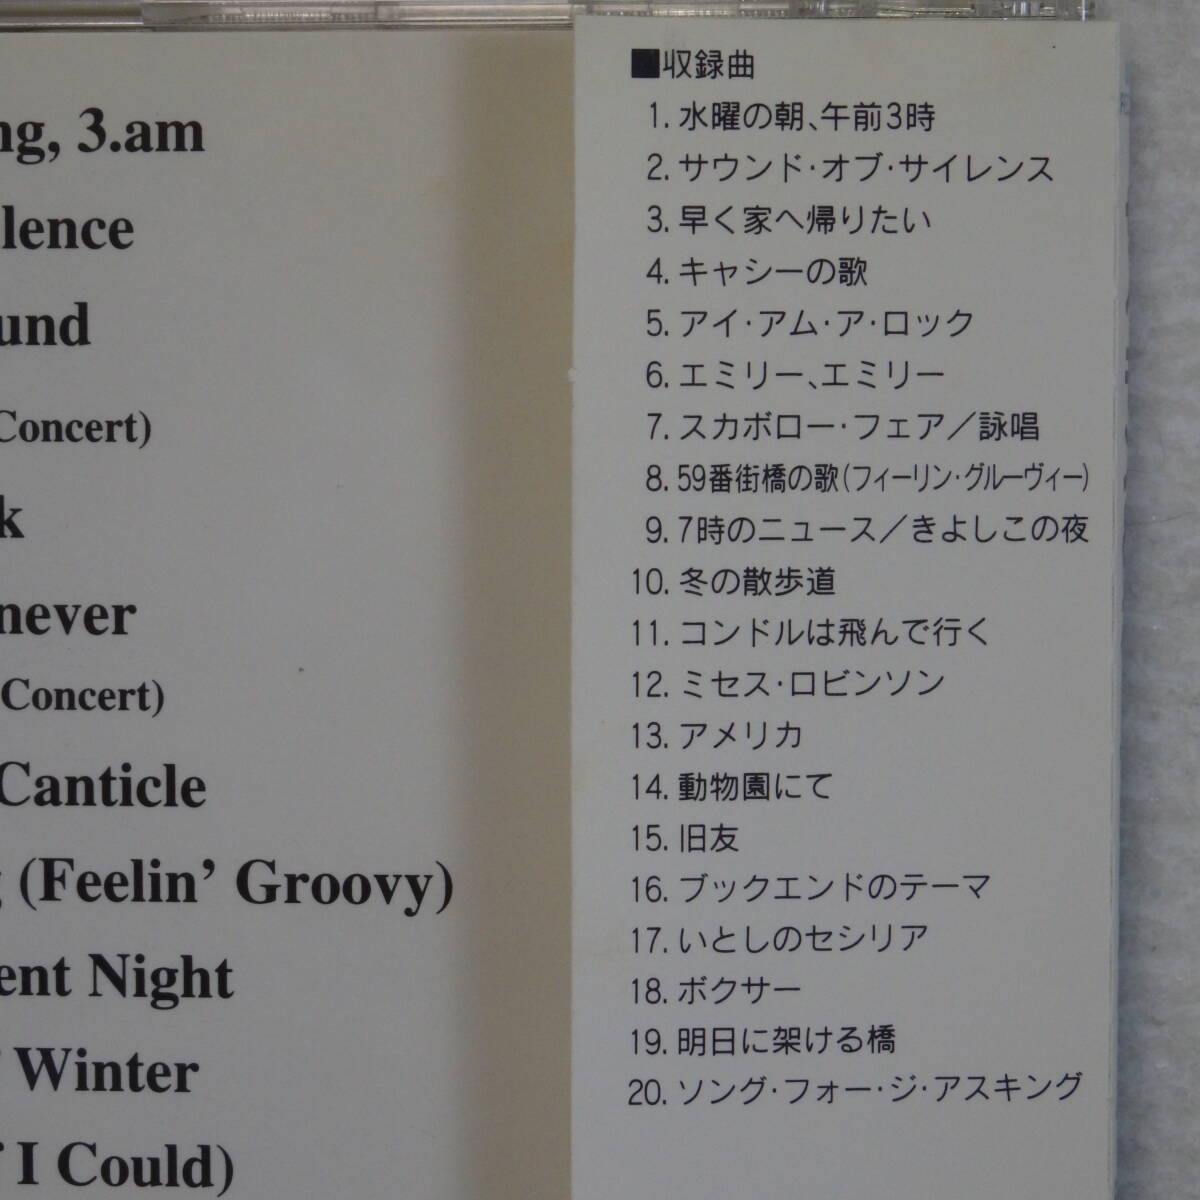 ng, 3.am
lence
und
Concert)
k
never
Concert)
Canticle
g (Feelin' Groovy)
ent Night
f Winter
f I Could)
■収録曲
1. 水曜の朝、午前3時
2. サウンド・オブ・サイレンス
3. 早く家へ帰りたい
4. キャシーの歌
5. アイ・アム・ア・ロック
6. エミリー、エミリー
7. スカボロー・フェア／詠唱
8. 59番街橋の歌(フィーリン・グルーヴィー)
9. 7時のニュース／きよしこの夜
10. 冬の散歩道
11. コンドルは飛んで行く
12. ミセス・ロビンソン
13. アメリカ
14. 動物園にて
15. 旧友
16. ブックエンドのテーマ
17. いとしのセシリア
18. ボクサー
19. 明日に架ける橋
20. ソング・フォー・ジ・アスキング